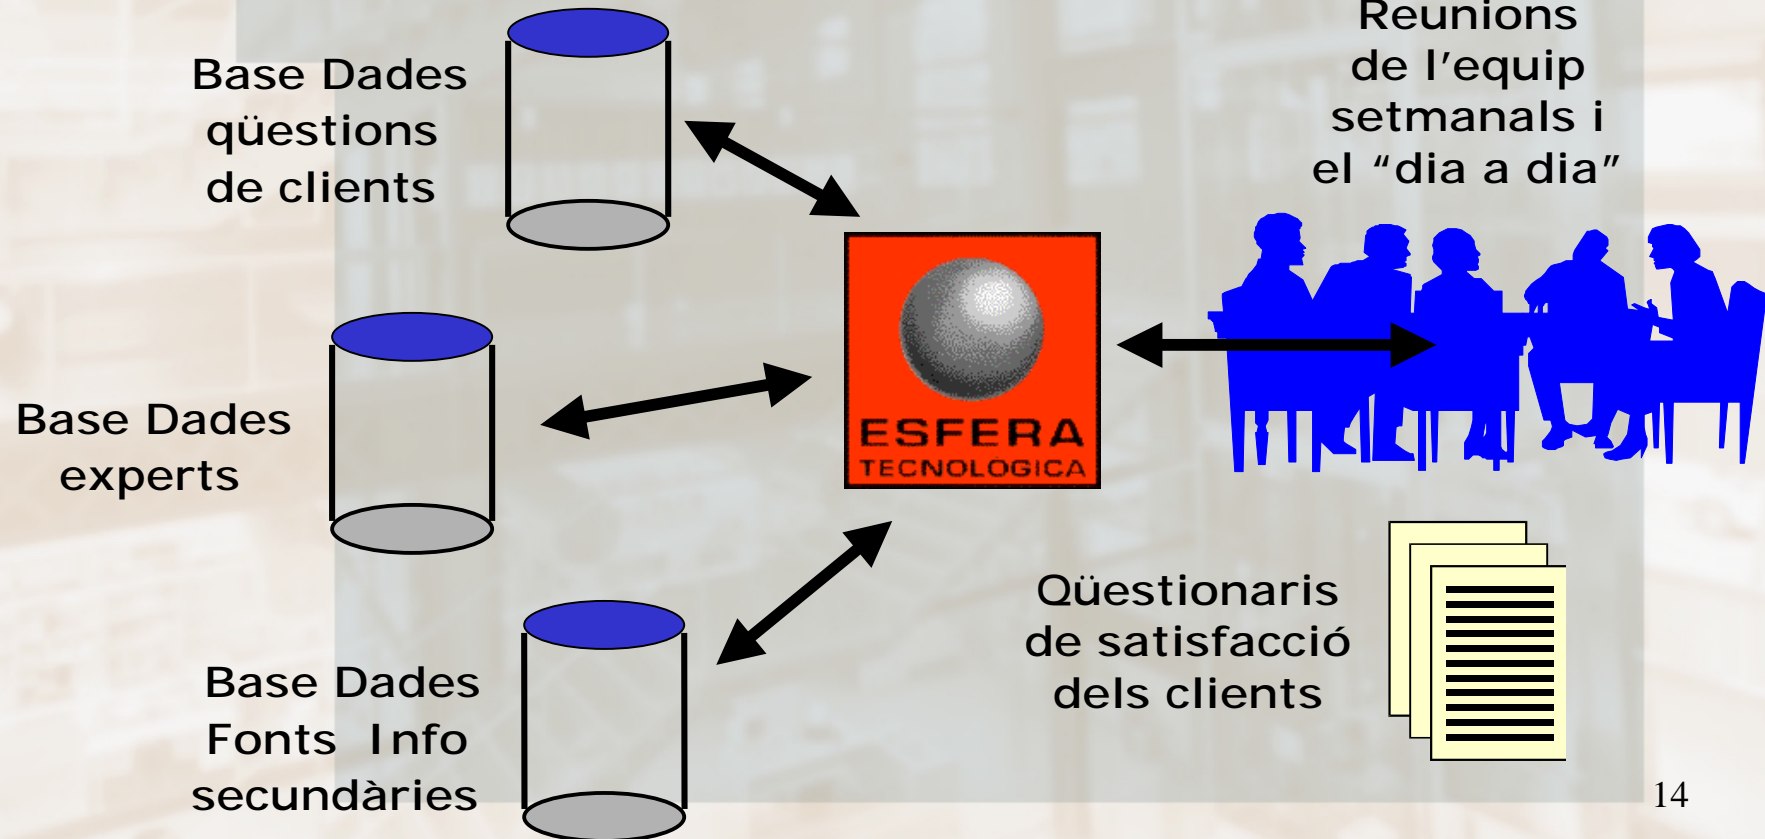 Base Dades
qüestions
de clients
Reunions
de l’equip
setmanals i
el “dia a dia”
ESFERA
TECNOLÒGICA
Base Dades
experts
Qüestionaris
de satisfacció
dels clients
Base Dades
Fonts Info
secundàries
14